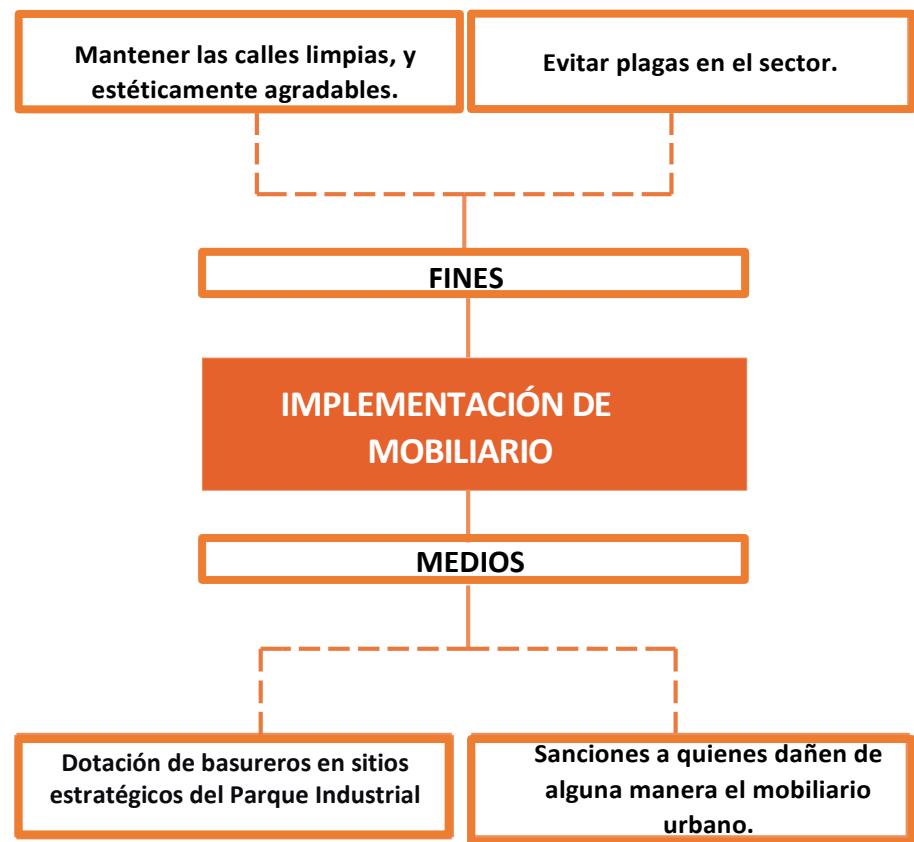 Mantener las calles limpias, y
estéticamente agradables.
Evitar plagas en el sector.
FINES
IMPLEMENTACIÓN DE
MOBILIARIO
MEDIOS
Dotación de basureros en sitios
estratégicos del Parque Industrial
Sanciones a quienes dañen de
alguna manera el mobiliario
urbano.